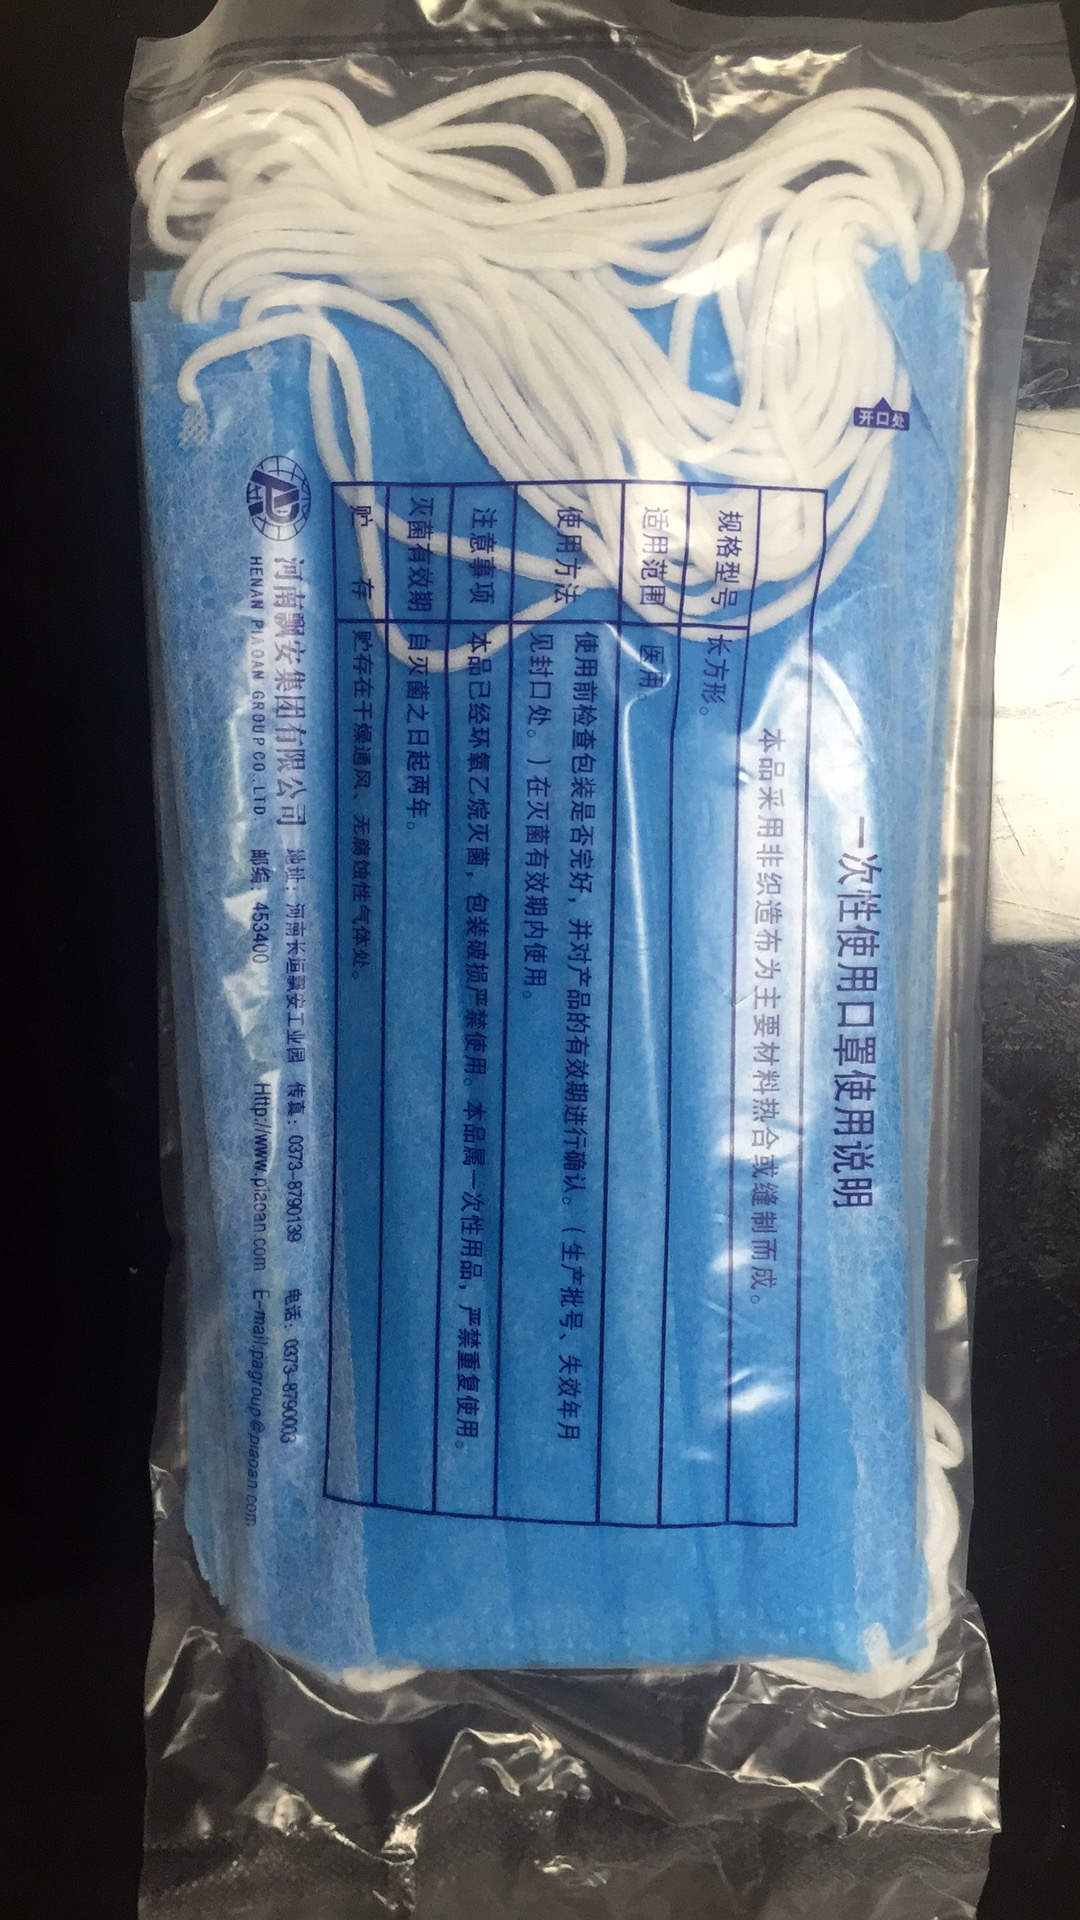 开口处
一次性使用口罩使用说明
本品采用非织造布为主要材料热合或缝制而成。
规格型号 长方形。
适用范围 医用。
使用方法 使用前检查包装是否完好，并对产品的有效期进行确认。（生产批号、失效年月
见封口处。）在灭菌有效期内使用。
注意事项 本品已经环氧乙烷灭菌，包装破损严禁使用。本品属一次性用品，严禁重复使用。
灭菌有效期 自灭菌之日起两年。
贮 存 贮存在干燥通风、无腐蚀性气体处。
河南飘安集团有限公司 地址：河南长垣飘安工业园 传真：0373-8790139 电话：0373-8790003
HENAN PIAOAN GROUP CO.,LTD. 邮编：453400 Http://www.piaoan.com E-mail:pagroup@piaoan.com